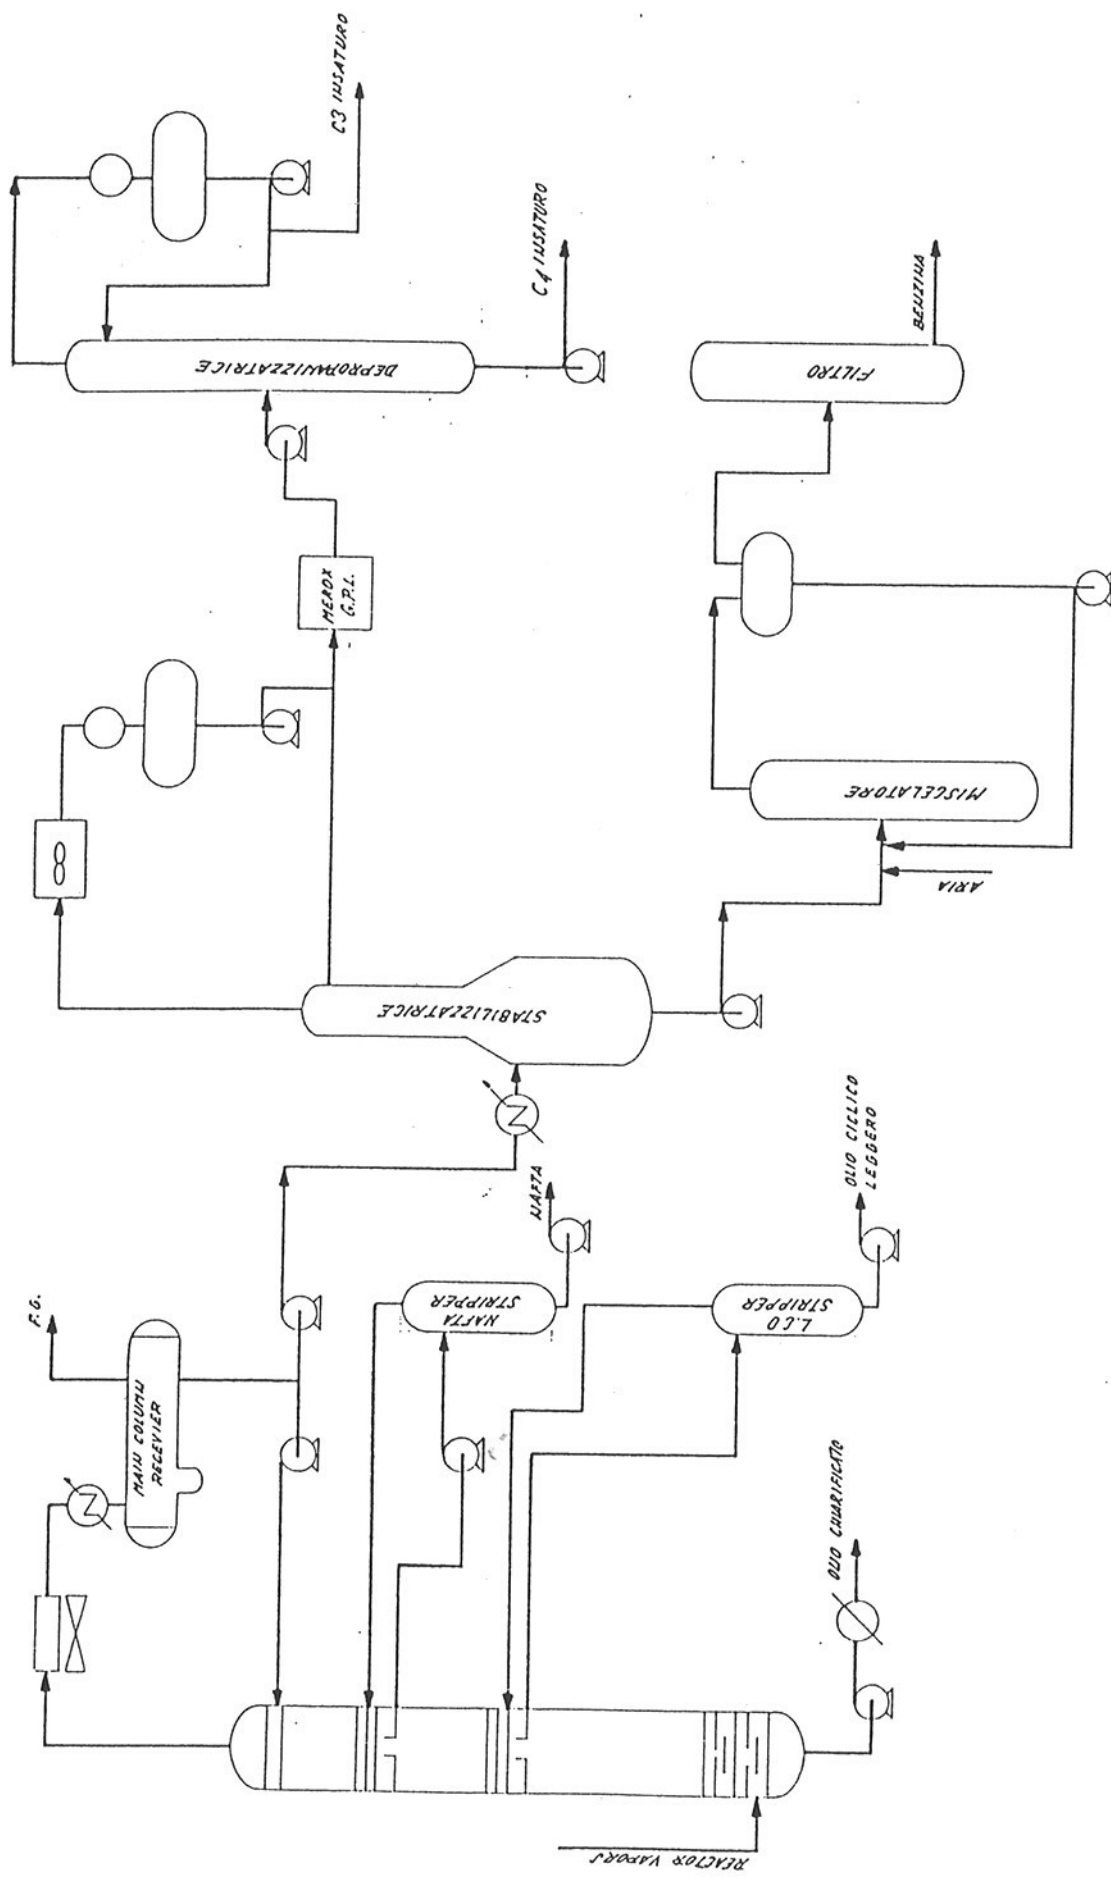 REACTOR VAPORS
F.G.
MAIN COLUMN
RECEVIER
NAFTA
STRIPPER
NAFTA
L.C.O
STRIPPER
OLIO CICLICO
LEGGERO
OLIO CHIARIFICATO
STABILIZZATRICE
MEROX
G.P.L.
DEPROPANIZZATRICE
C3 INSATURO
C4 INSATURO
ARIA
MISCELATORE
FILTRO
BENZINA